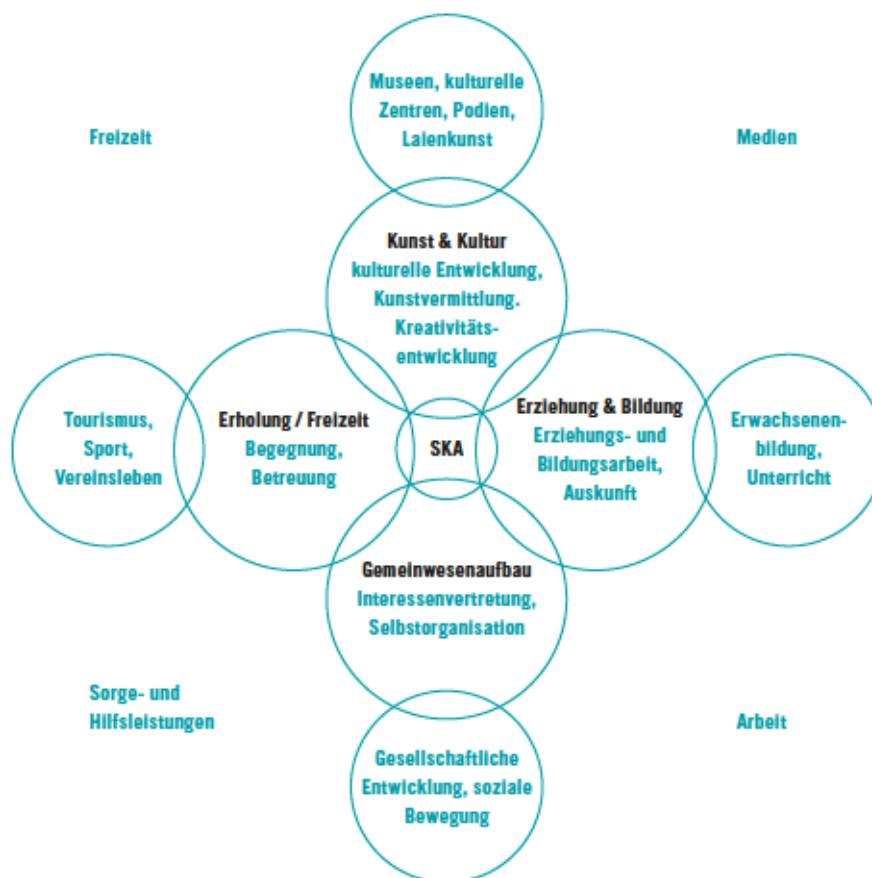 Museen, kulturelle
Zentren, Podien,
Laienkunst
Freizeit
Medien
Kunst & Kultur
kulturelle Entwicklung,
Kunstvermittlung.
Kreativitäts-
entwicklung
Tourismus,
Sport,
Vereinsleben
Erholung / Freizeit
Begegnung,
Betreuung
SKA
Erziehung & Bildung
Erziehungs- und
Bildungsarbeit,
Auskunft
Erwachsenen-
bildung,
Unterricht
Gemeinwesenaufbau
Interessenvertretung,
Selbstorganisation
Sorge- und
Hilfsleistungen
Arbeit
Gesellschaftliche
Entwicklung, soziale
Bewegung